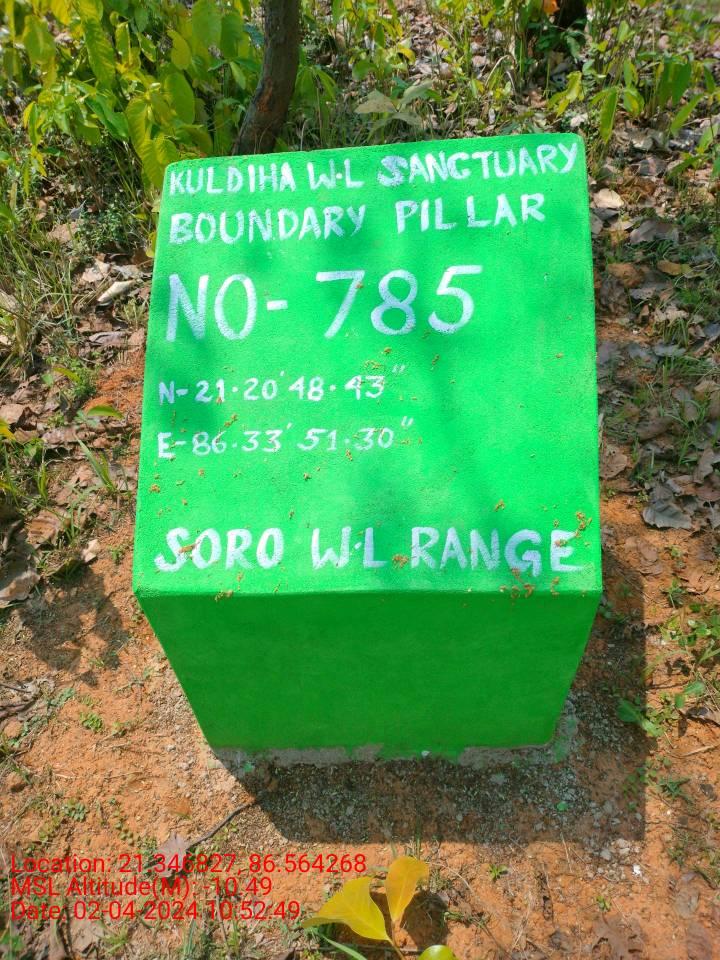 KULDIHA W·L SANCTUARY
BOUNDARY PILLAR
NO- 785
N-21·20'48·43"
E-86·33'51·30"
SORO W·L RANGE
Location: 21.346827, 86.564268
MSL Altitude(M): -10.49
Date: 02-04-2024 10:52:49